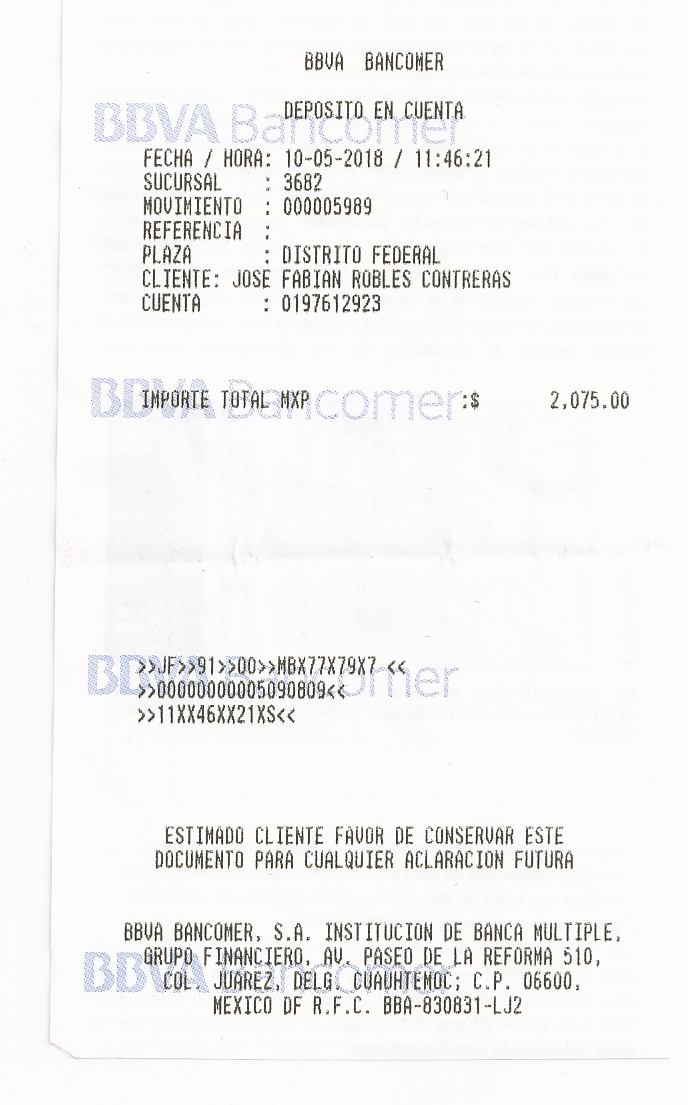 BBVA BANCOMER
DEPOSITO EN CUENTA
BBVA Bancomer
FECHA / HORA: 10-05-2018 / 11:46:21
SUCURSAL : 3682
MOVIMIENTO : 000005989
REFERENCIA :
PLAZA : DISTRITO FEDERAL
CLIENTE: JOSE FABIAN ROBLES CONTRERAS
CUENTA : 0197612923
BBVA Bancomer
IMPORTE TOTAL MXP :$ 2,075.00
BBVA Bancomer
>>JF>>91>>00>>MBX77X79X7 <<
>>00000000005090809<<
>>11XX46XX21XS<<
ESTIMADO CLIENTE FAVOR DE CONSERVAR ESTE
DOCUMENTO PARA CUALQUIER ACLARACION FUTURA
BBVA BANCOMER, S.A. INSTITUCION DE BANCA MULTIPLE,
GRUPO FINANCIERO, AV. PASEO DE LA REFORMA 510,
BBVA Bancomer
COL. JUAREZ, DELG. CUAUHTEMOC; C.P. 06600,
MEXICO DF R.F.C. BBA-830831-LJ2